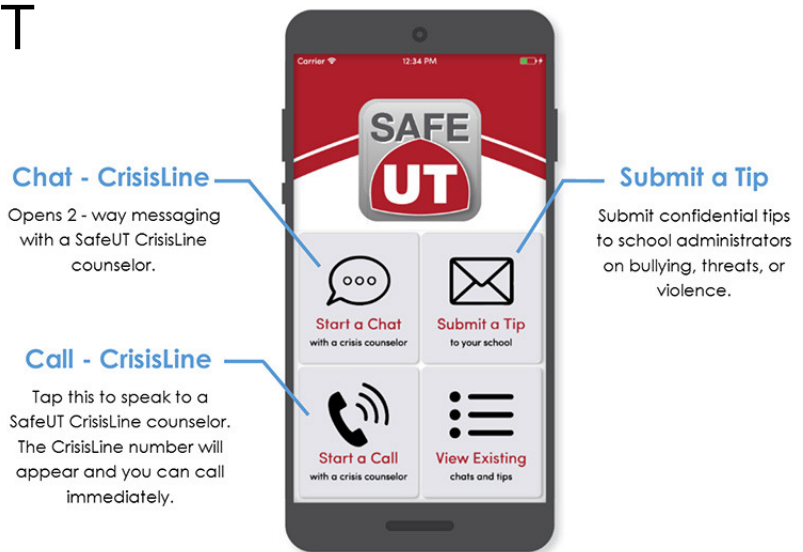 T
Carrier
12:34 PM
SAFE
UT
Chat - CrisisLine
Opens 2 - way messaging
with a SafeUT CrisisLine
counselor.
Submit a Tip
Submit confidential tips
to school administrators
on bullying, threats, or
violence.
Start a Chat
with a crisis counselor
Submit a Tip
to your school
Call - CrisisLine
Tap this to speak to a
SafeUT CrisisLine counselor.
The CrisisLine number will
appear and you can call
immediately.
Start a Call
with a crisis counselor
View Existing
chats and tips